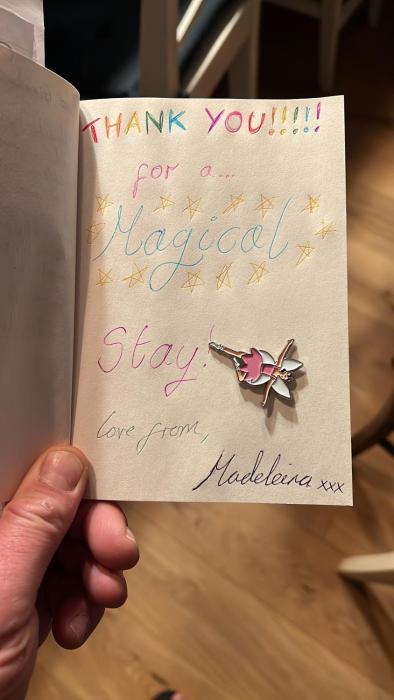 THANK YOU!!!!!
for a...
Magical
Stay!
love from,
Madeleina xxx